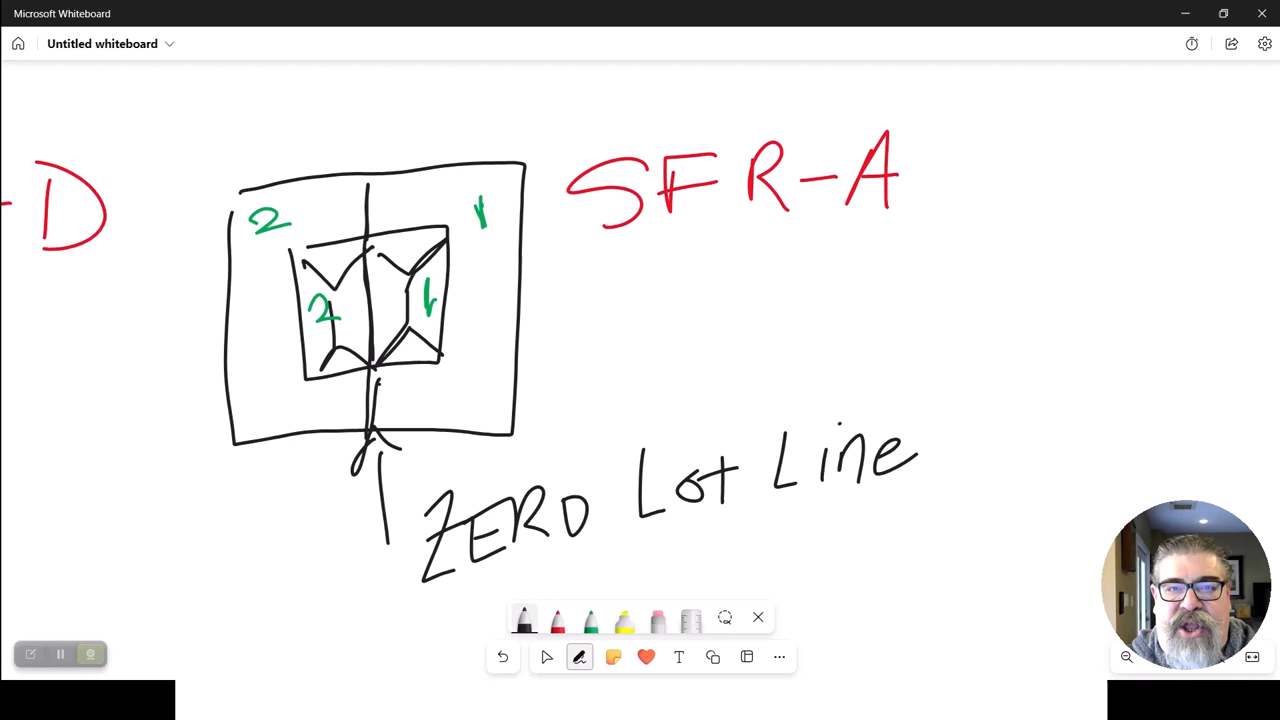 Microsoft Whiteboard
Untitled whiteboard
-D
SFR-A
2
1
2
1
ZERO Lot Line
T